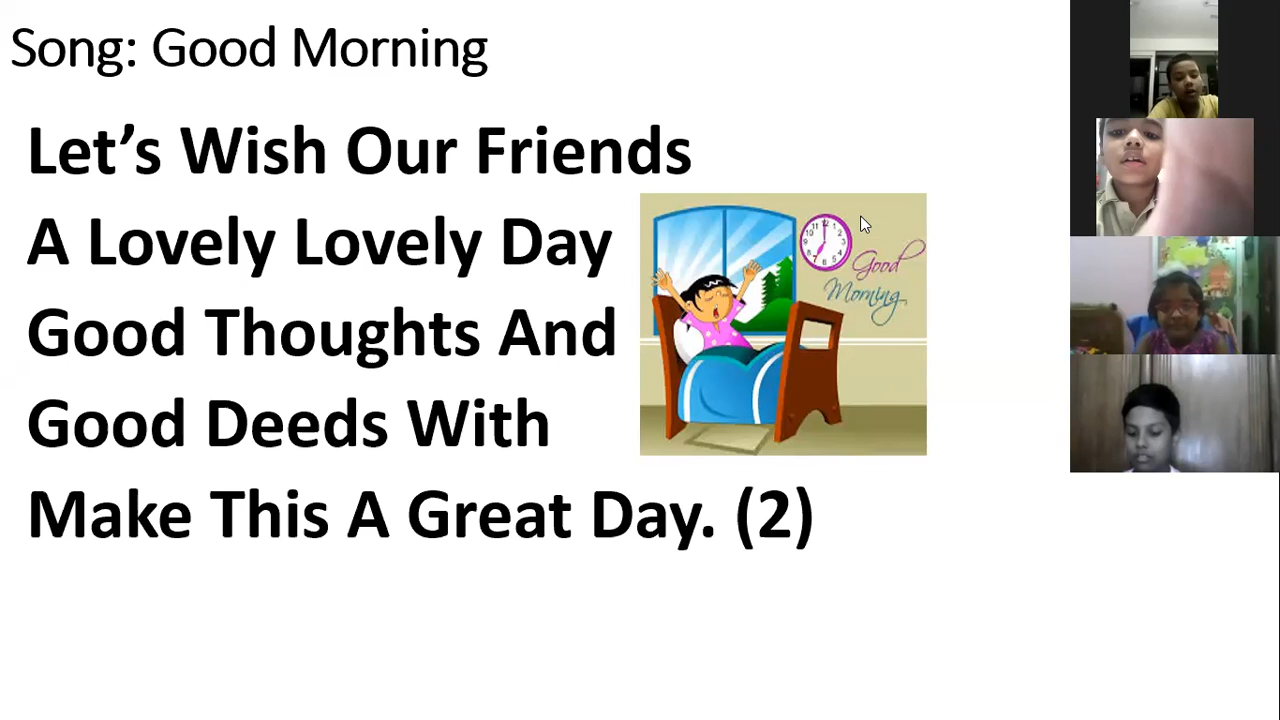 Song: Good Morning
Let’s Wish Our Friends
A Lovely Lovely Day
Good Thoughts And
Good Deeds With
Make This A Great Day. (2)
Good
Morning